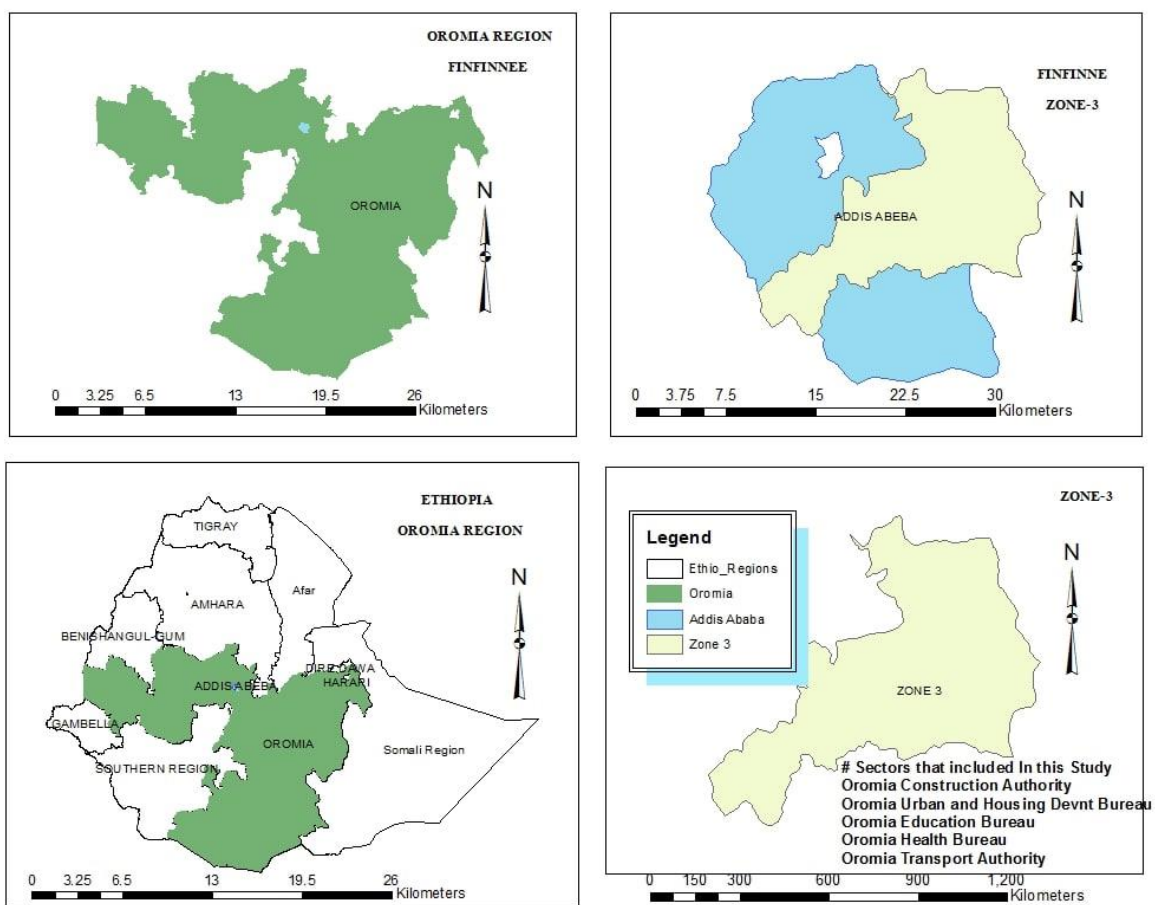 OROMIA REGION
FINFINNEE
OROMIA
N
0 3.25 6.5 13 19.5 26
Kilometers
FINFINNE
ZONE-3
ADDIS ABEBA
N
0 3.75 7.5 15 22.5 30
Kilometers
ETHIOPIA
OROMIA REGION
TIGRAY
Afar
AMHARA
BENISHANGUL-GUM
DIRE DAWA
HARARI
ADDIS ABEBA
GAMBELLA
OROMIA
Somali Region
SOUTHERN REGION
N
0 3.25 6.5 13 19.5 26
Kilometers
ZONE-3
Legend
Ethio_Regions
Oromia
Addis Ababa
Zone 3
N
ZONE 3
# Sectors that included In this Study
Oromia Construction Authority
Oromia Urban and Housing Devnt Bureau
Oromia Education Bureau
Oromia Health Bureau
Oromia Transport Authority
0 150 300 600 900 1,200
Kilometers